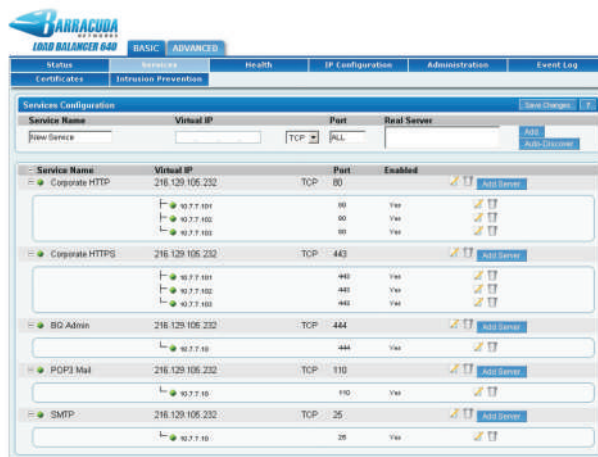 BARRACUDA
LOAD BALANCER 640 BASIC ADVANCED
Status Services Health IP Configuration Administration Event Log
Certificates Intrusion Prevention
Services Configuration Save Changes ?
Service Name Virtual IP Port Real Server
New Service TCP ALL Add
Auto-Discover
Service Name Virtual IP Port Enabled
Corporate HTTP 216.129.105.232 TCP 80 Add Server
10.7.7.101 80 Yes
10.7.7.102 80 Yes
10.7.7.103 80 Yes
Corporate HTTPS 216.129.105.232 TCP 443 Add Server
10.7.7.101 443 Yes
10.7.7.102 443 Yes
10.7.7.103 443 Yes
BG Admin 216.129.105.232 TCP 444 Add Server
10.7.7.10 444 Yes
POP3 Mail 216.129.105.232 TCP 110 Add Server
10.7.7.10 110 Yes
SMTP 216.129.105.232 TCP 25 Add Server
10.7.7.10 25 Yes